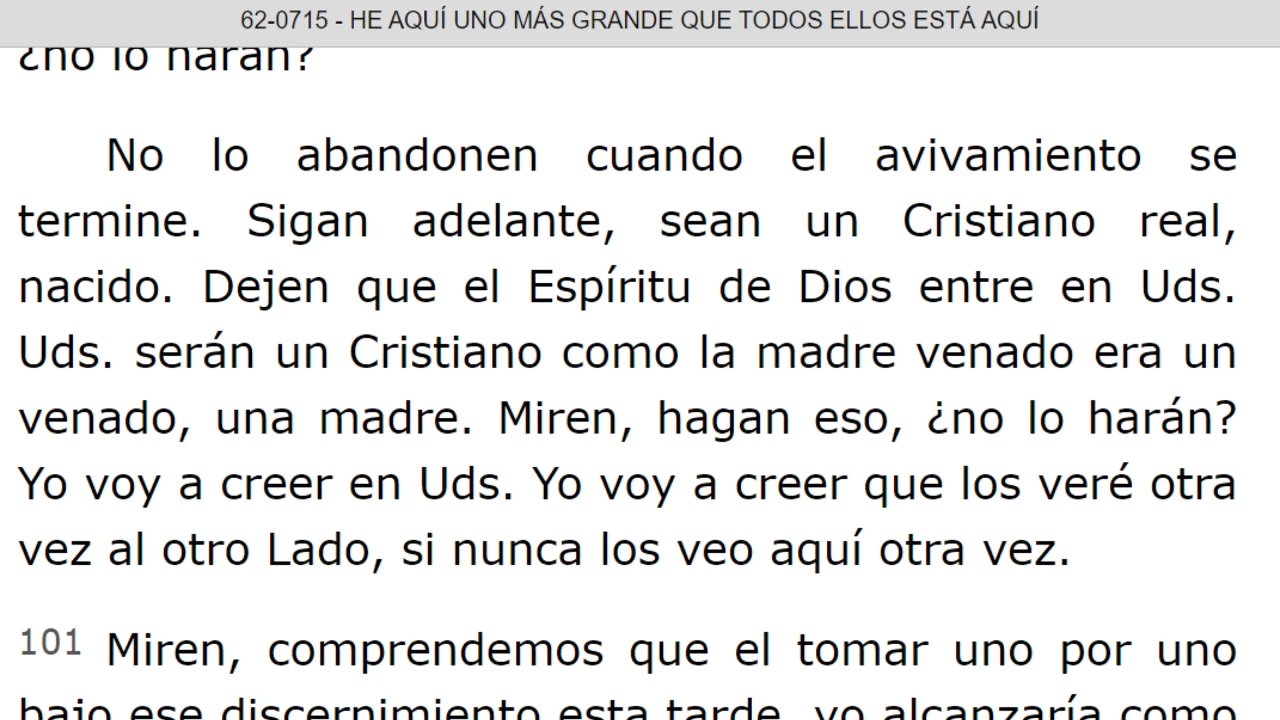 62-0715 - HE AQUÍ UNO MÁS GRANDE QUE TODOS ELLOS ESTÁ AQUÍ
¿no lo harán?
No lo abandonen cuando el avivamiento se
termine. Sigan adelante, sean un Cristiano real,
nacido. Dejen que el Espíritu de Dios entre en Uds.
Uds. serán un Cristiano como la madre venado era un
venado, una madre. Miren, hagan eso, ¿no lo harán?
Yo voy a creer en Uds. Yo voy a creer que los veré otra
vez al otro Lado, si nunca los veo aquí otra vez.
101 Miren, comprendemos que el tomar uno por uno
bajo ese discernimiento esta tarde, yo alcanzaría como